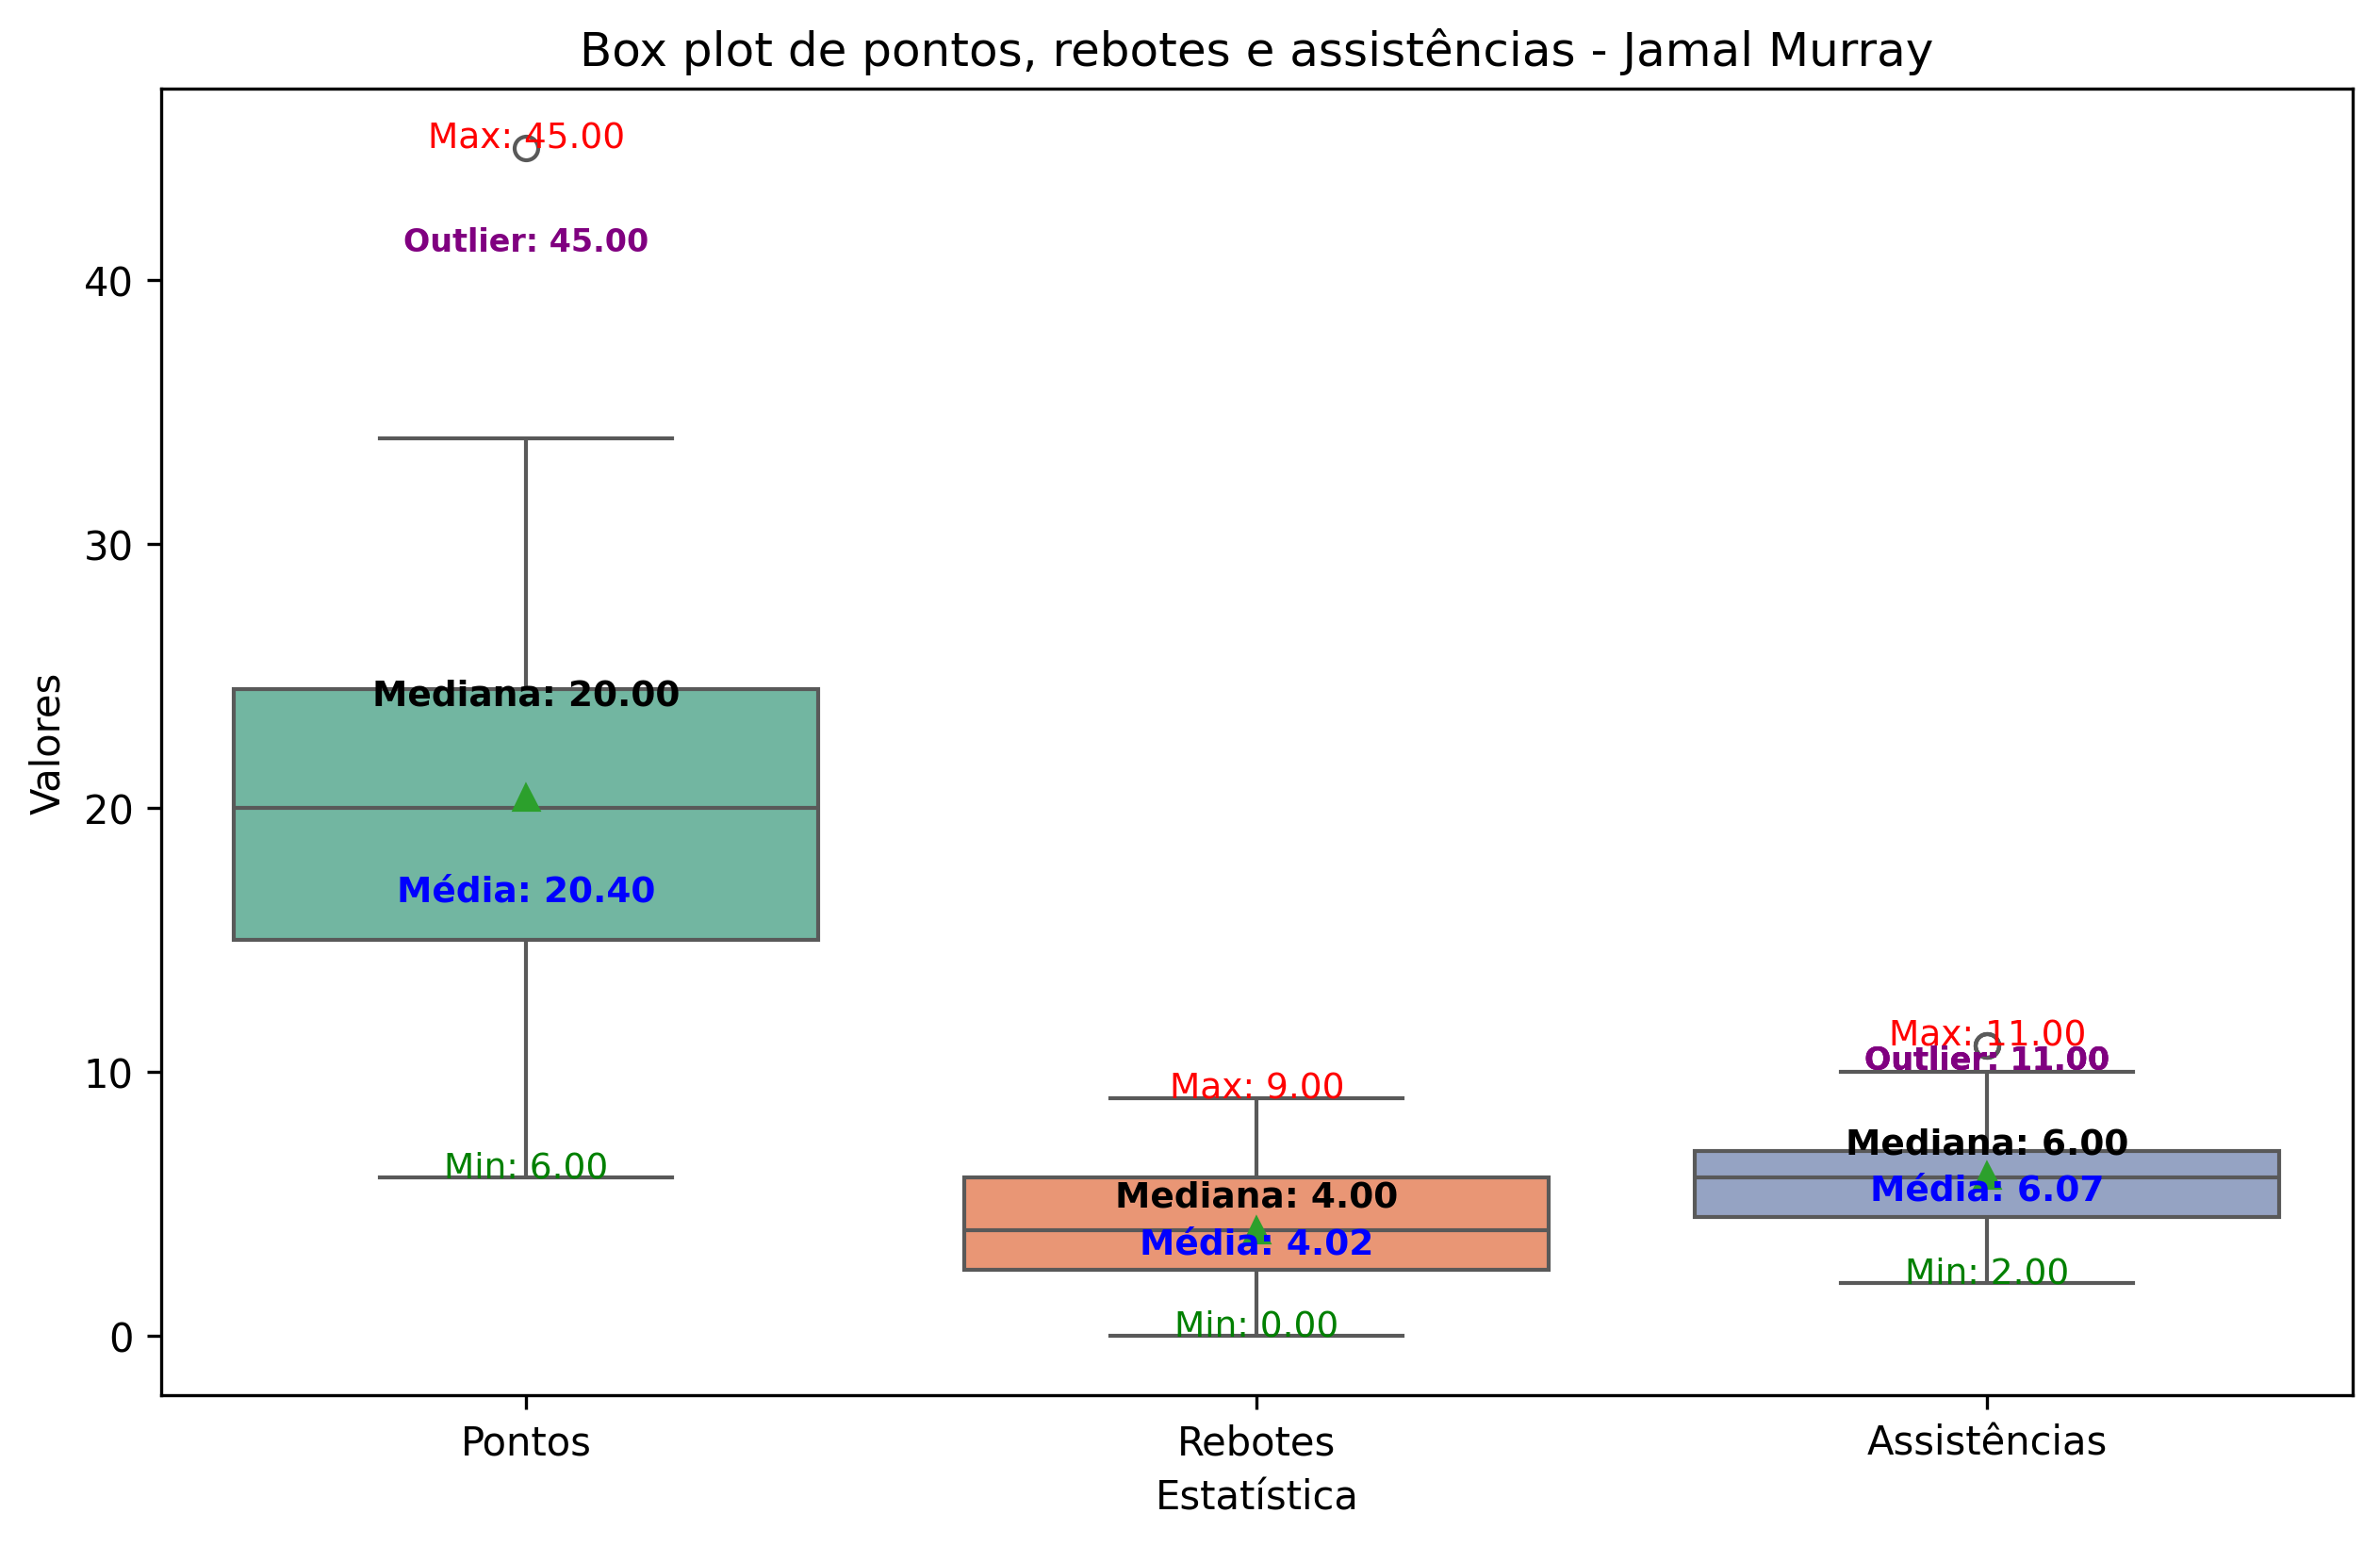 Box plot de pontos, rebotes e assistências - Jamal Murray
Valores
40
30
20
10
0
Max: 45.00
Outlier: 45.00
Mediana: 20.00
Média: 20.40
Min: 6.00
Max: 9.00
Mediana: 4.00
Média: 4.02
Min: 0.00
Max: 11.00
Outlier: 11.00
Mediana: 6.00
Média: 6.07
Min: 2.00
Pontos
Rebotes
Assistências
Estatística